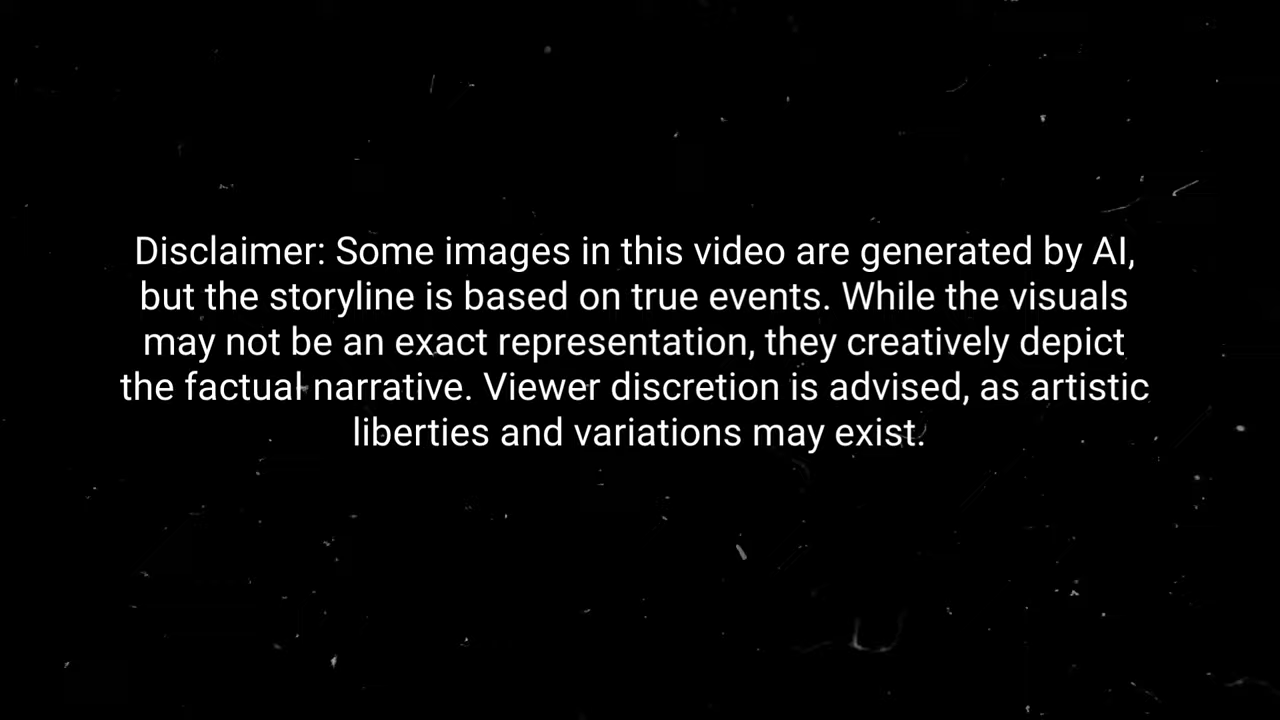 Disclaimer: Some images in this video are generated by AI,
but the storyline is based on true events. While the visuals
may not be an exact representation, they creatively depict
the factual narrative. Viewer discretion is advised, as artistic
liberties and variations may exist.